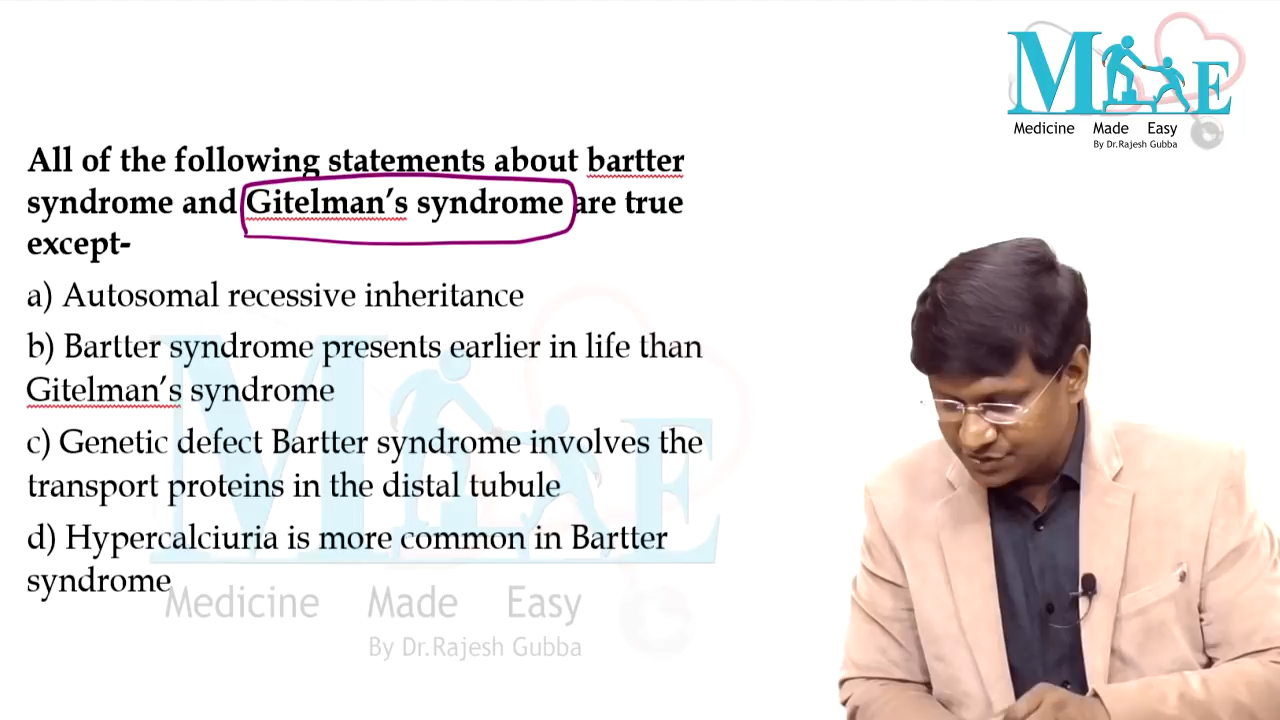 MME
Medicine Made Easy
By Dr.Rajesh Gubba
All of the following statements about bartter
syndrome and Gitelman’s syndrome are true
except-
a) Autosomal recessive inheritance
b) Bartter syndrome presents earlier in life than
Gitelman’s syndrome
c) Genetic defect Bartter syndrome involves the
transport proteins in the distal tubule
d) Hypercalciuria is more common in Bartter
syndrome
MME
Medicine Made Easy
By Dr.Rajesh Gubba